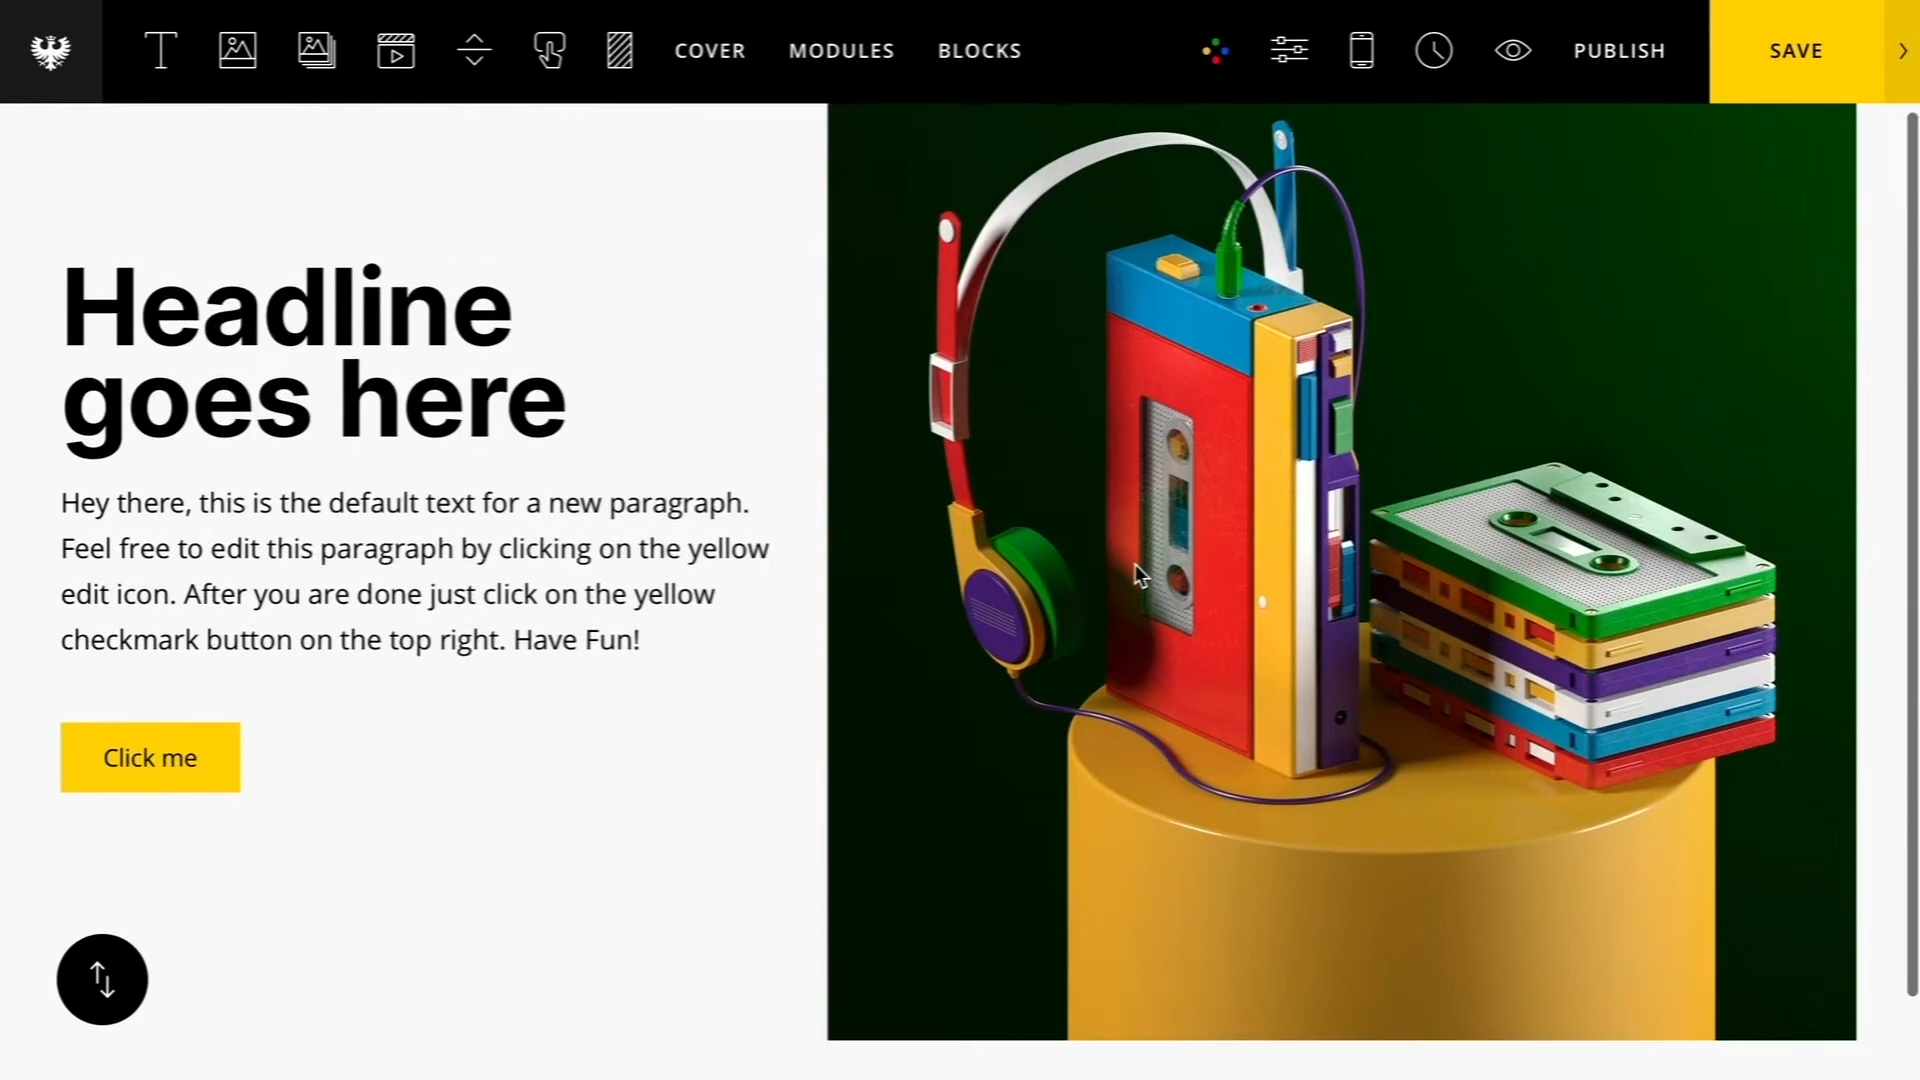 COVER MODULES BLOCKS PUBLISH SAVE
Headline
goes here
Hey there, this is the default text for a new paragraph.
Feel free to edit this paragraph by clicking on the yellow
edit icon. After you are done just click on the yellow
checkmark button on the top right. Have Fun!
Click me